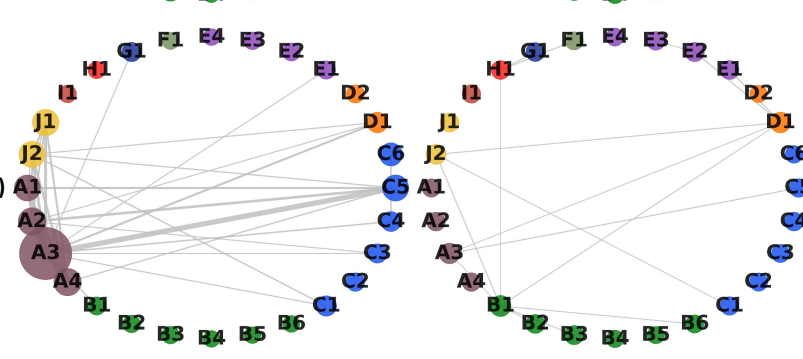 E4 E4
F1 E3 F1 E3
G1 E2 G1 E2
H1 E1 H1 E1
I1 D2 I1 D2
J1 D1 J1 D1
J2 C6 J2 C6
) A1 C5 A1 C5
A2 C4 A2 C4
A3 C3 A3 C3
A4 C2 A4 C2
B1 C1 B1 C1
B2 B6 B2 B6
B3 B5 B3 B5
B4 B4